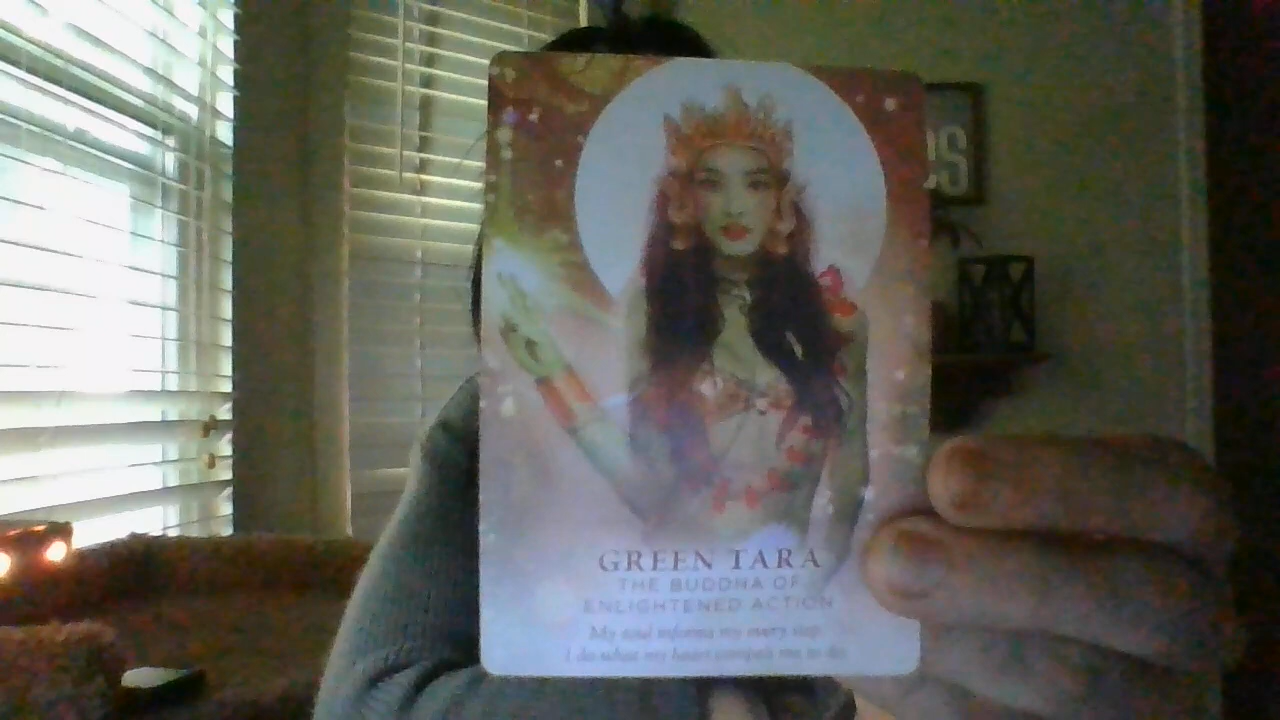 GREEN TARA
THE BUDDHA OF
ENLIGHTENED ACTION
My soul informs my every step.
I do what my heart compels me to do.
CS